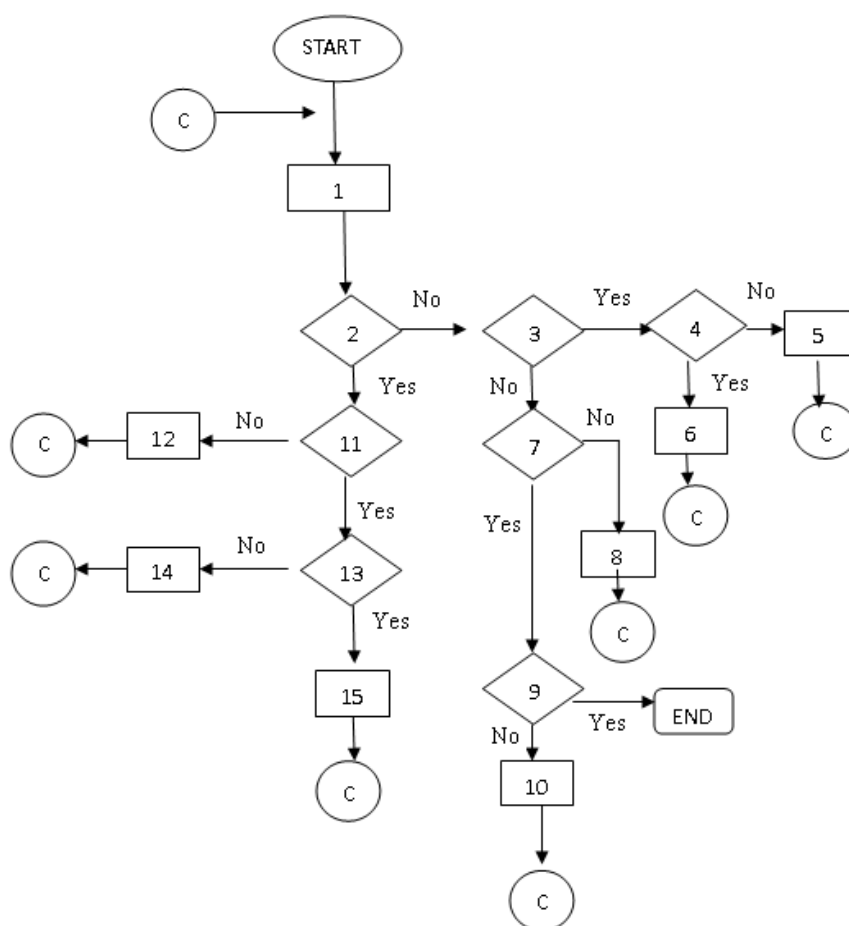 START
C
1
No
Yes
No
2
3
4
5
Yes
No
Yes
No
No
C
12
11
7
6
C
Yes
Yes
C
No
C
14
13
8
Yes
C
15
9
END
Yes
No
C
10
C